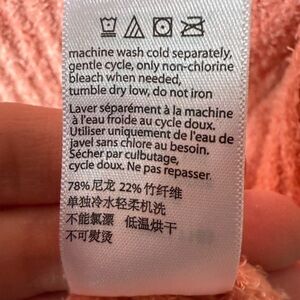 machine wash cold separately,
gentle cycle, only non-chlorine
bleach when needed,
tumble dry low, do not iron
Laver séparément à la machine
à l'eau froide au cycle doux.
Utiliser uniquement de l'eau de
javel sans chlore au besoin.
Sécher par culbutage,
cycle doux. Ne pas repasser.
78% 尼龙 22% 竹纤维
单独冷水轻柔机洗
不能氯漂 低温烘干
不可熨烫